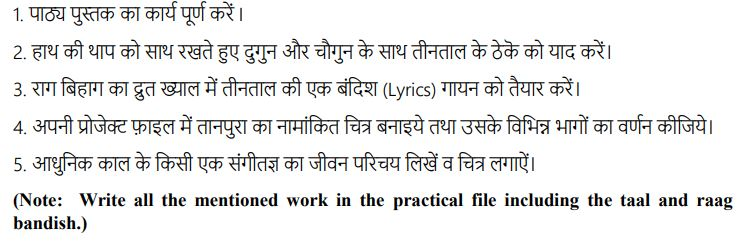 1. पाठ्य पुस्तक का कार्य पूर्ण करें।
2. हाथ की थाप को साथ रखते हुए दुगुन और चौगुन के साथ तीनताल के ठेकॆ को याद करें।
3. राग बिहाग का द्रुत ख्याल में तीनताल की एक बंदिश (Lyrics) गायन को तैयार करें।
4. अपनी प्रोजेक्ट फ़ाइल में तानपुरा का नामांकित चित्र बनाइये तथा उसके विभिन्न भागों का वर्णन कीजिये।
5. आधुनिक काल के किसी एक संगीतज्ञ का जीवन परिचय लिखें व चित्र लगाऐं।
(Note: Write all the mentioned work in the practical file including the taal and raag
bandish.)